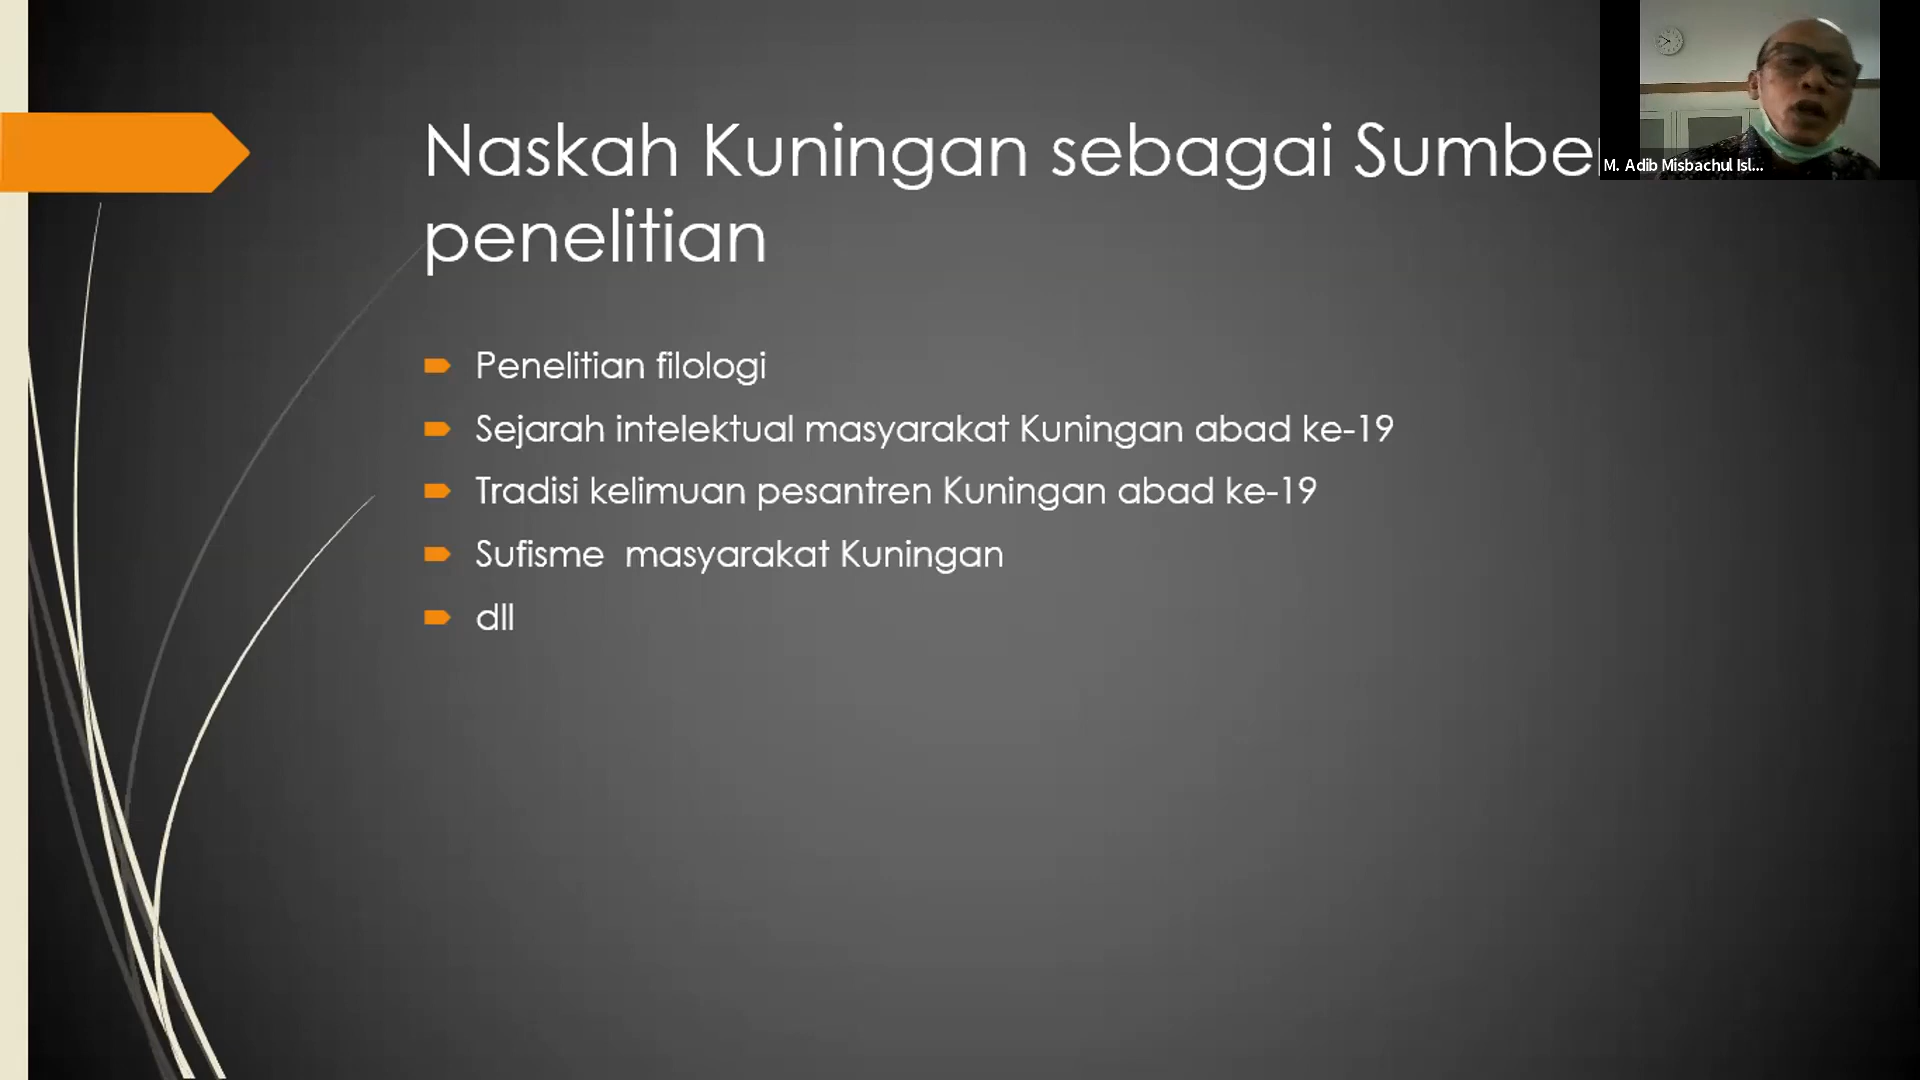 Naskah Kuningan sebagai Sumber
penelitian
Penelitian filologi
Sejarah intelektual masyarakat Kuningan abad ke-19
Tradisi kelimuan pesantren Kuningan abad ke-19
Sufisme masyarakat Kuningan
dll
M. Adib Misbachul Isl...